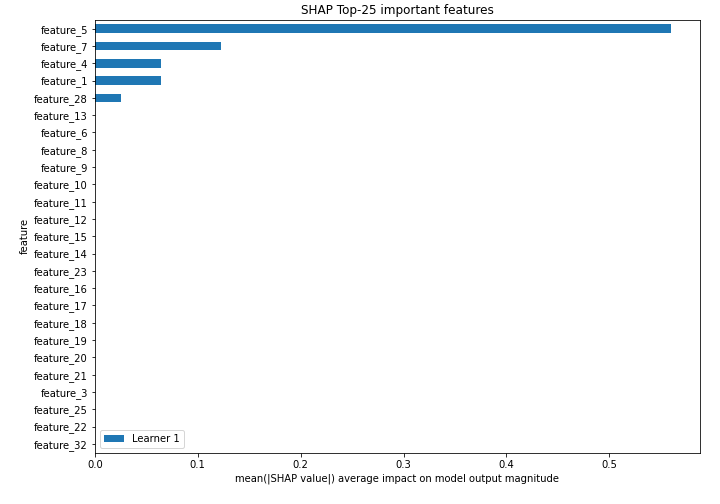 SHAP Top-25 important features
feature_5
feature_7
feature_4
feature_1
feature_28
feature_13
feature_6
feature_8
feature_9
feature_10
feature_11
feature_12
feature_15
feature_14
feature_23
feature_16
feature_17
feature_18
feature_19
feature_20
feature_21
feature_3
feature_25
feature_22
feature_32
feature
Learner 1
0.0 0.1 0.2 0.3 0.4 0.5
mean(|SHAP value|) average impact on model output magnitude